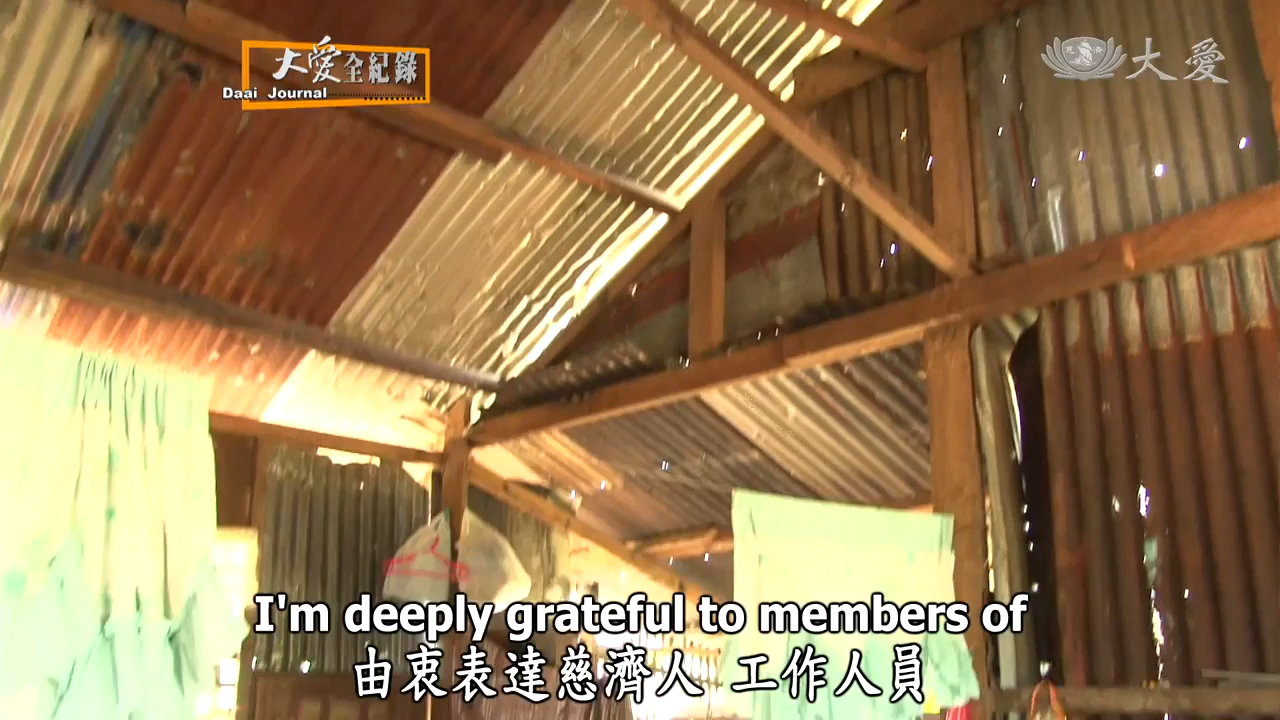 大愛全紀錄
Daai Journal
大愛
I'm deeply grateful to members of
由衷表達慈濟人 工作人員